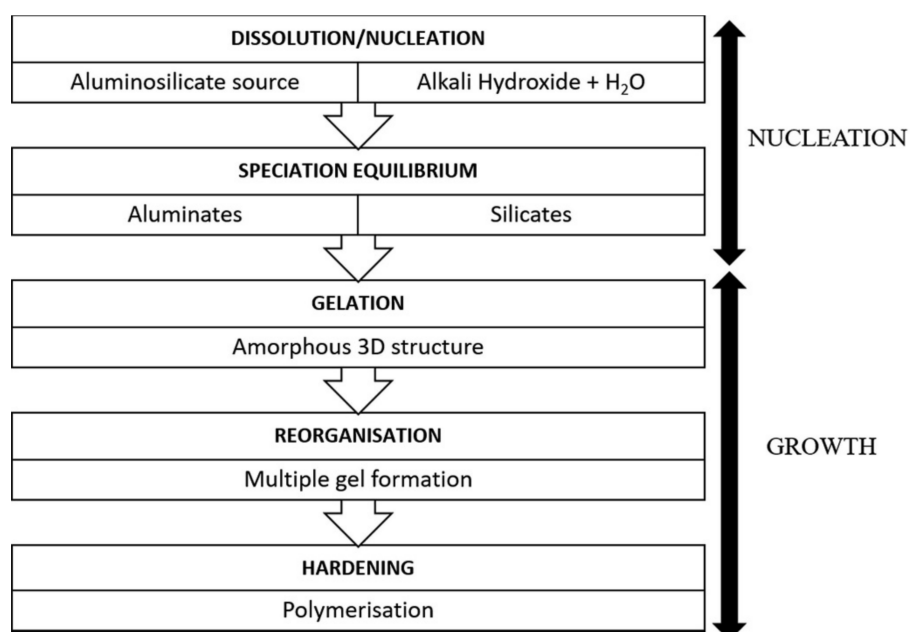 DISSOLUTION/NUCLEATION
Aluminosilicate source
Alkali Hydroxide + H₂O
SPECIATION EQUILIBRIUM
Aluminates
Silicates
NUCLEATION
GELATION
Amorphous 3D structure
REORGANISATION
Multiple gel formation
HARDENING
Polymerisation
GROWTH